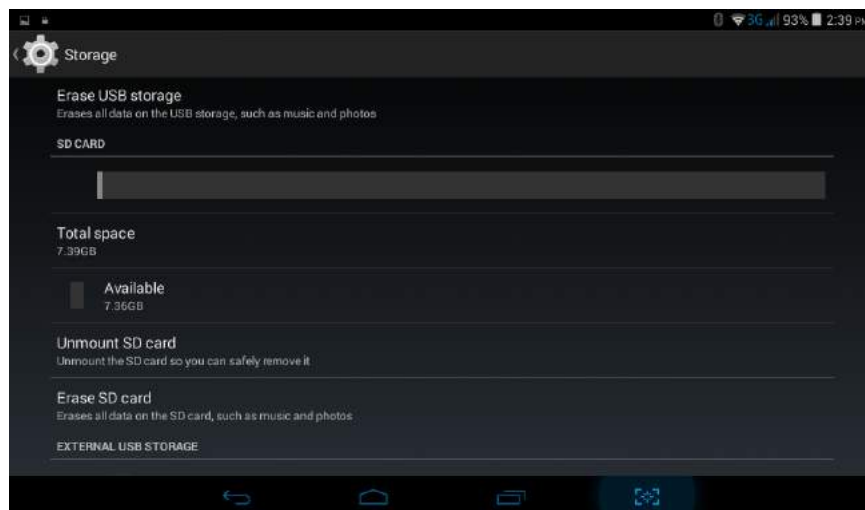 3G 93% 2:39 PM
Storage
Erase USB storage
Erases all data on the USB storage, such as music and photos
SD CARD
Total space
7.39GB
Available
7.36GB
Unmount SD card
Unmount the SD card so you can safely remove it
Erase SD card
Erases all data on the SD card, such as music and photos
EXTERNAL USB STORAGE